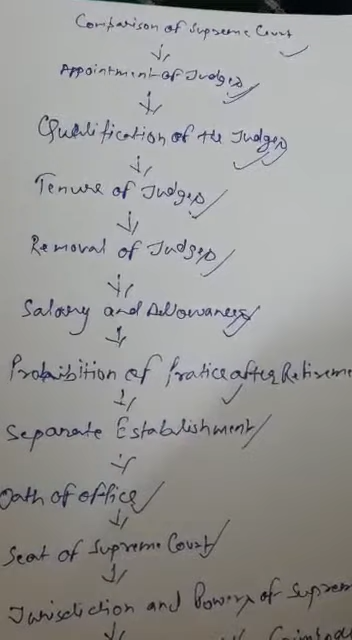 Comparison of Supreme Court
Appointment of Judges
Qualification of the Judges
Tenure of Judges
Removal of Judges
Salary and Allowances
Prohibition of Pratice after Retireme
Separate Establishment
Oath of office
Seat of Supreme Court
Jurisdiction and Powers of Suprem